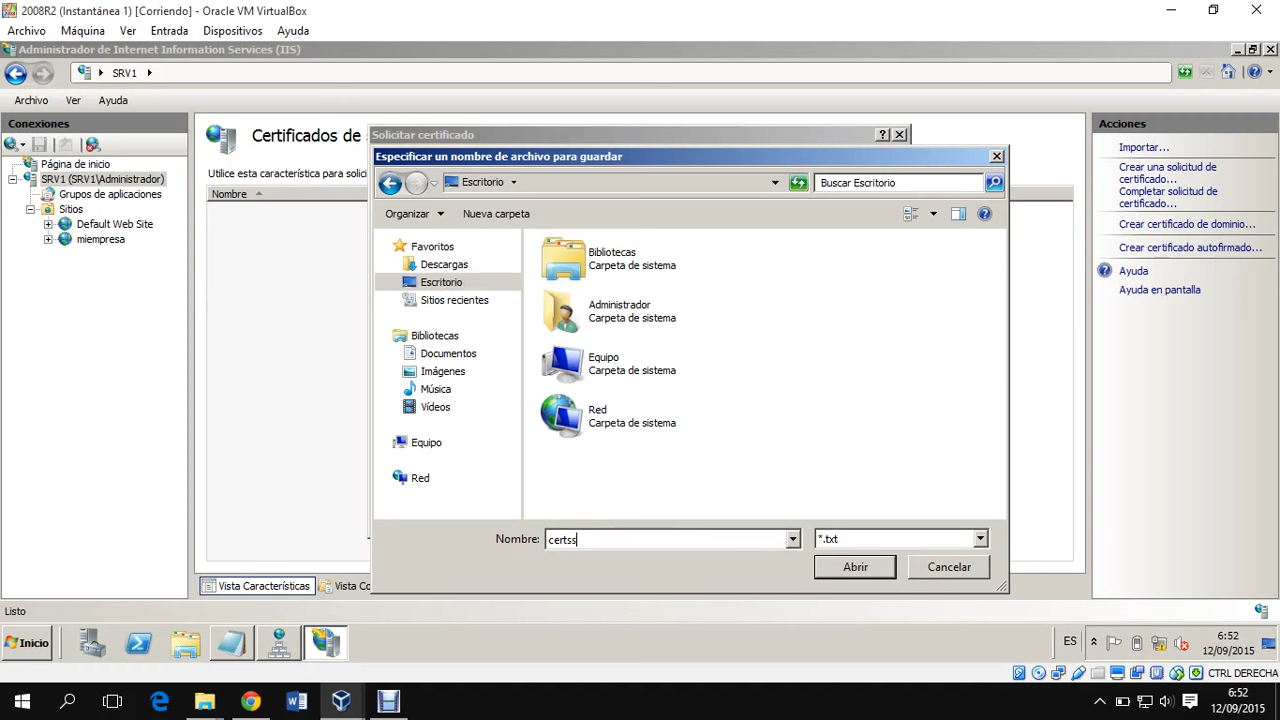 2008R2 (Instantánea 1) [Corriendo] - Oracle VM VirtualBox
Archivo Máquina Ver Entrada Dispositivos Ayuda
Administrador de Internet Information Services (IIS)
SRV1
Archivo Ver Ayuda
Conexiones
Página de inicio
SRV1 (SRV1\Administrador)
Grupos de aplicaciones
Sitios
Default Web Site
miempresa
Certificados de
Utilice esta característica para solici
Nombre
Vista Características
Vista Co
Solicitar certificado
Especificar un nombre de archivo para guardar
Escritorio
Buscar Escritorio
Organizar
Nueva carpeta
Favoritos
Descargas
Escritorio
Sitios recientes
Bibliotecas
Documentos
Imágenes
Música
Vídeos
Equipo
Red
Bibliotecas
Carpeta de sistema
Administrador
Carpeta de sistema
Equipo
Carpeta de sistema
Red
Carpeta de sistema
Nombre: certss
*.txt
Abrir
Cancelar
Acciones
Importar...
Crear una solicitud de
certificado...
Completar solicitud de
certificado...
Crear certificado de dominio...
Crear certificado autofirmado...
Ayuda
Ayuda en pantalla
Listo
Inicio
ES
6:52
12/09/2015
CTRL DERECHA
6:52
12/09/2015